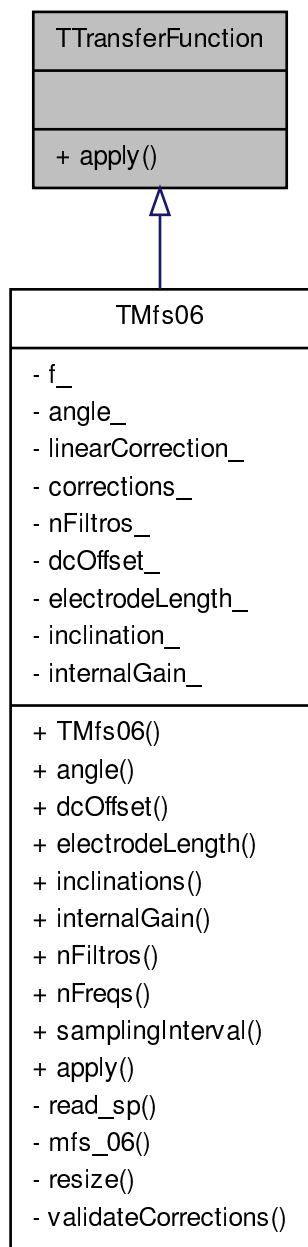 TTransferFunction
+ apply()
TMfs06
- f_
- angle_
- linearCorrection_
- corrections_
- nFiltros_
- dcOffset_
- electrodeLength_
- inclination_
- internalGain_
+ TMfs06()
+ angle()
+ dcOffset()
+ electrodeLength()
+ inclinations()
+ internalGain()
+ nFiltros()
+ nFreqs()
+ samplingInterval()
+ apply()
- read_sp()
- mfs_06()
- resize()
- validateCorrections()